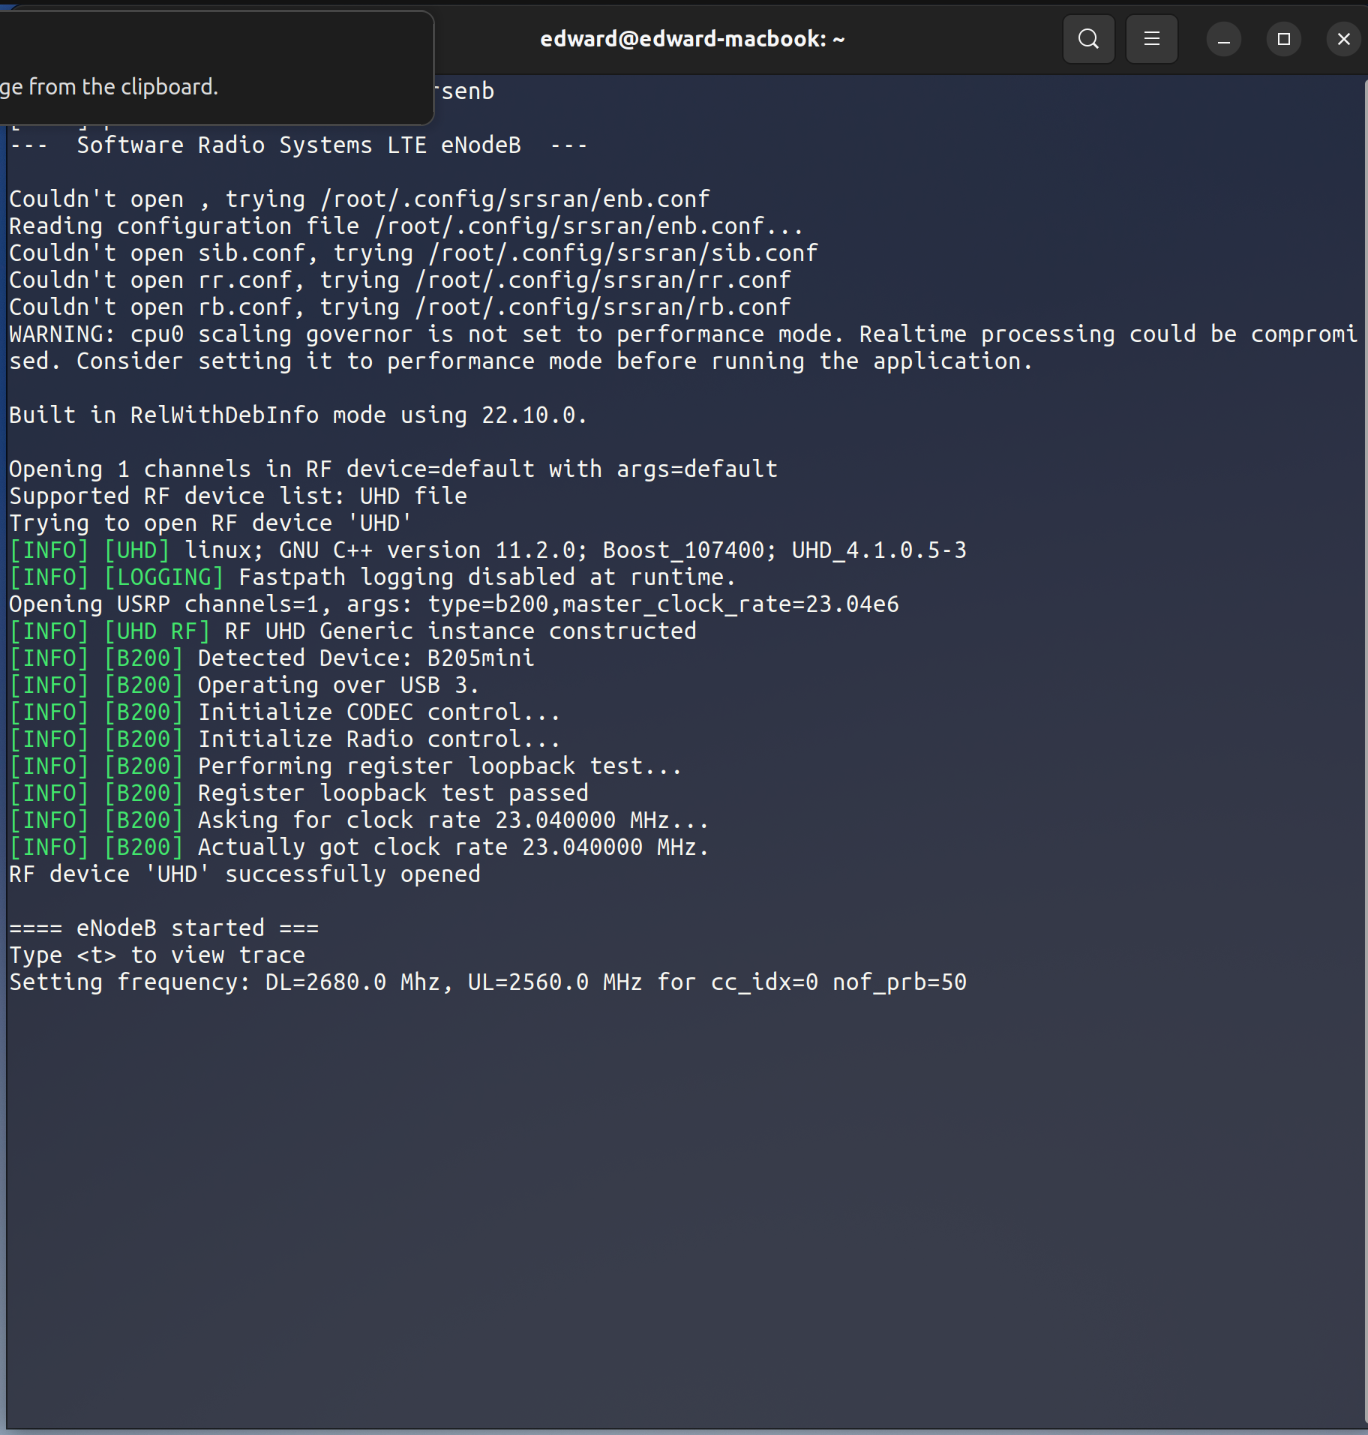 edward@edward-macbook: ~
ge from the clipboard.
rsenb
--- Software Radio Systems LTE eNodeB ---
Couldn't open , trying /root/.config/srsran/enb.conf
Reading configuration file /root/.config/srsran/enb.conf...
Couldn't open sib.conf, trying /root/.config/srsran/sib.conf
Couldn't open rr.conf, trying /root/.config/srsran/rr.conf
Couldn't open rb.conf, trying /root/.config/srsran/rb.conf
WARNING: cpu0 scaling governor is not set to performance mode. Realtime processing could be compromi
sed. Consider setting it to performance mode before running the application.
Built in RelWithDebInfo mode using 22.10.0.
Opening 1 channels in RF device=default with args=default
Supported RF device list: UHD file
Trying to open RF device 'UHD'
[INFO] [UHD] linux; GNU C++ version 11.2.0; Boost_107400; UHD_4.1.0.5-3
[INFO] [LOGGING] Fastpath logging disabled at runtime.
Opening USRP channels=1, args: type=b200,master_clock_rate=23.04e6
[INFO] [UHD RF] RF UHD Generic instance constructed
[INFO] [B200] Detected Device: B205mini
[INFO] [B200] Operating over USB 3.
[INFO] [B200] Initialize CODEC control...
[INFO] [B200] Initialize Radio control...
[INFO] [B200] Performing register loopback test...
[INFO] [B200] Register loopback test passed
[INFO] [B200] Asking for clock rate 23.040000 MHz...
[INFO] [B200] Actually got clock rate 23.040000 MHz.
RF device 'UHD' successfully opened
==== eNodeB started ===
Type <t> to view trace
Setting frequency: DL=2680.0 Mhz, UL=2560.0 MHz for cc_idx=0 nof_prb=50